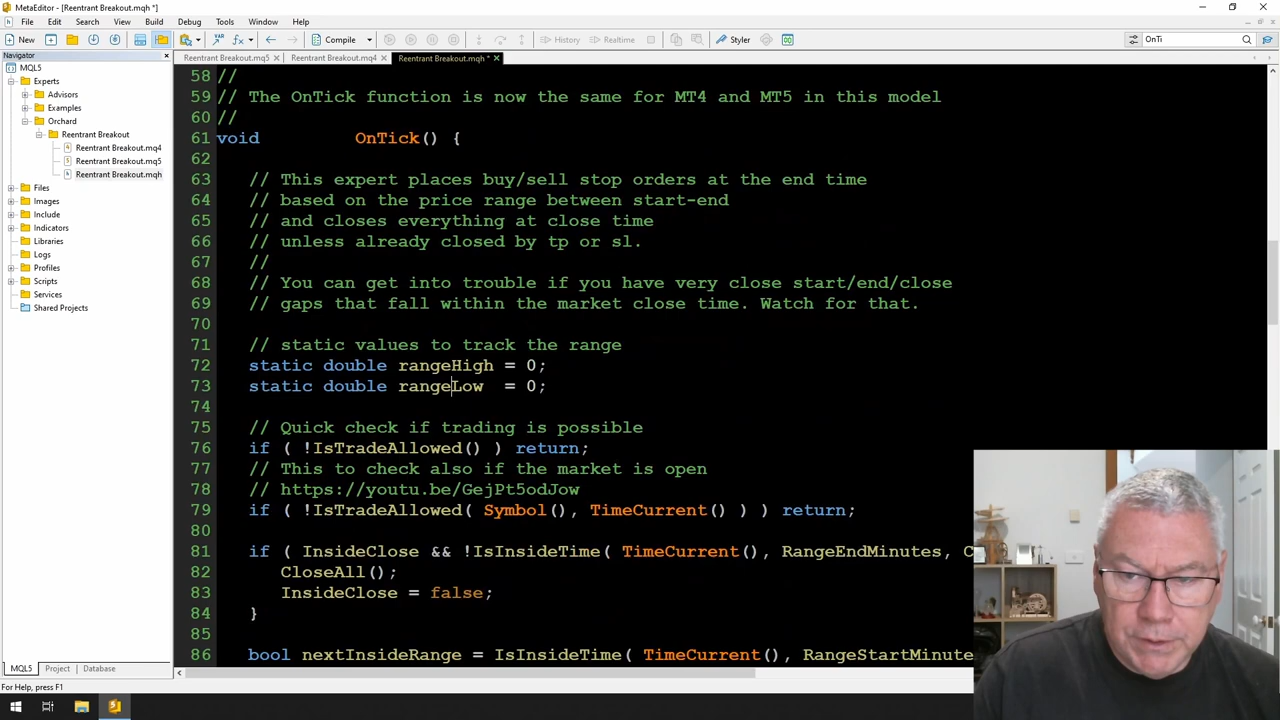 MetaEditor - [Reentrant Breakout.mqh *]
File Edit Search View Build Debug Tools Window Help
New Compile History Realtime Styler OnTi
Navigator
Reentrant Breakout.mq5 Reentrant Breakout.mq4 Reentrant Breakout.mqh *
MQL5
Experts
Advisors
Examples
Orchard
Reentrant Breakout
Reentrant Breakout.mq4
Reentrant Breakout.mq5
Reentrant Breakout.mqh
Files
Images
Include
Indicators
Libraries
Logs
Profiles
Scripts
Services
Shared Projects
58 //
59 // The OnTick function is now the same for MT4 and MT5 in this model
60 //
61 void OnTick() {
62
63 // This expert places buy/sell stop orders at the end time
64 // based on the price range between start-end
65 // and closes everything at close time
66 // unless already closed by tp or sl.
67 //
68 // You can get into trouble if you have very close start/end/close
69 // gaps that fall within the market close time. Watch for that.
70
71 // static values to track the range
72 static double rangeHigh = 0;
73 static double rangeLow = 0;
74
75 // Quick check if trading is possible
76 if ( !IsTradeAllowed() ) return;
77 // This to check also if the market is open
78 // https://youtu.be/GejPt5odJow
79 if ( !IsTradeAllowed( Symbol(), TimeCurrent() ) ) return;
80
81 if ( InsideClose && !IsInsideTime( TimeCurrent(), RangeEndMinutes, C
82 CloseAll();
83 InsideClose = false;
84 }
85
86 bool nextInsideRange = IsInsideTime( TimeCurrent(), RangeStartMinute
MQL5 Project Database
For Help, press F1